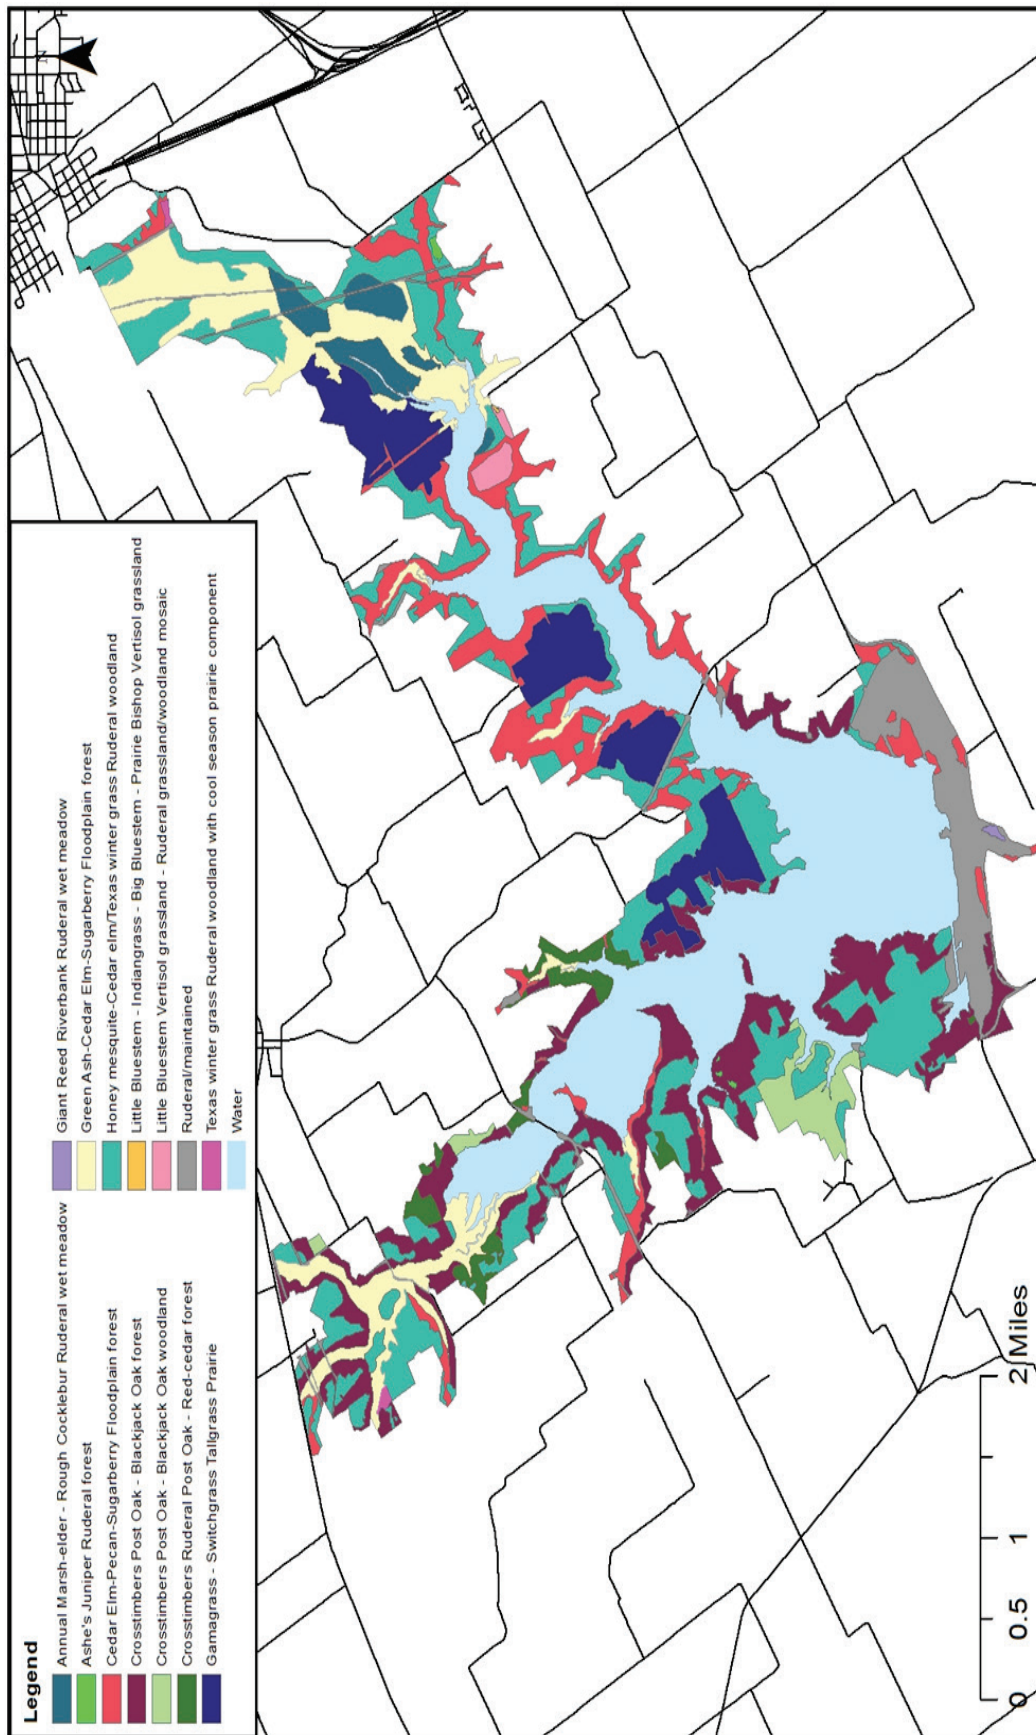 Legend
Annual Marsh-elder - Rough Cocklebur Ruderal wet meadow
Ashe's Juniper Ruderal forest
Cedar Elm-Pecan-Sugarberry Floodplain forest
Crosstimbers Post Oak - Blackjack Oak forest
Crosstimbers Post Oak - Blackjack Oak woodland
Crosstimbers Ruderal Post Oak - Red-cedar forest
Gamagrass - Switchgrass Tallgrass Prairie
Giant Reed Riverbank Ruderal wet meadow
Green Ash-Cedar Elm-Sugarberry Floodplain forest
Honey mesquite-Cedar elm/Texas winter grass Ruderal woodland
Little Bluestem - Indiangrass - Big Bluestem - Prairie Bishop Vertisol grassland
Little Bluestem Vertisol grassland - Ruderal grassland/woodland mosaic
Ruderal/maintained
Texas winter grass Ruderal woodland with cool season prairie component
Water
N
0 0.5 1 2 Miles